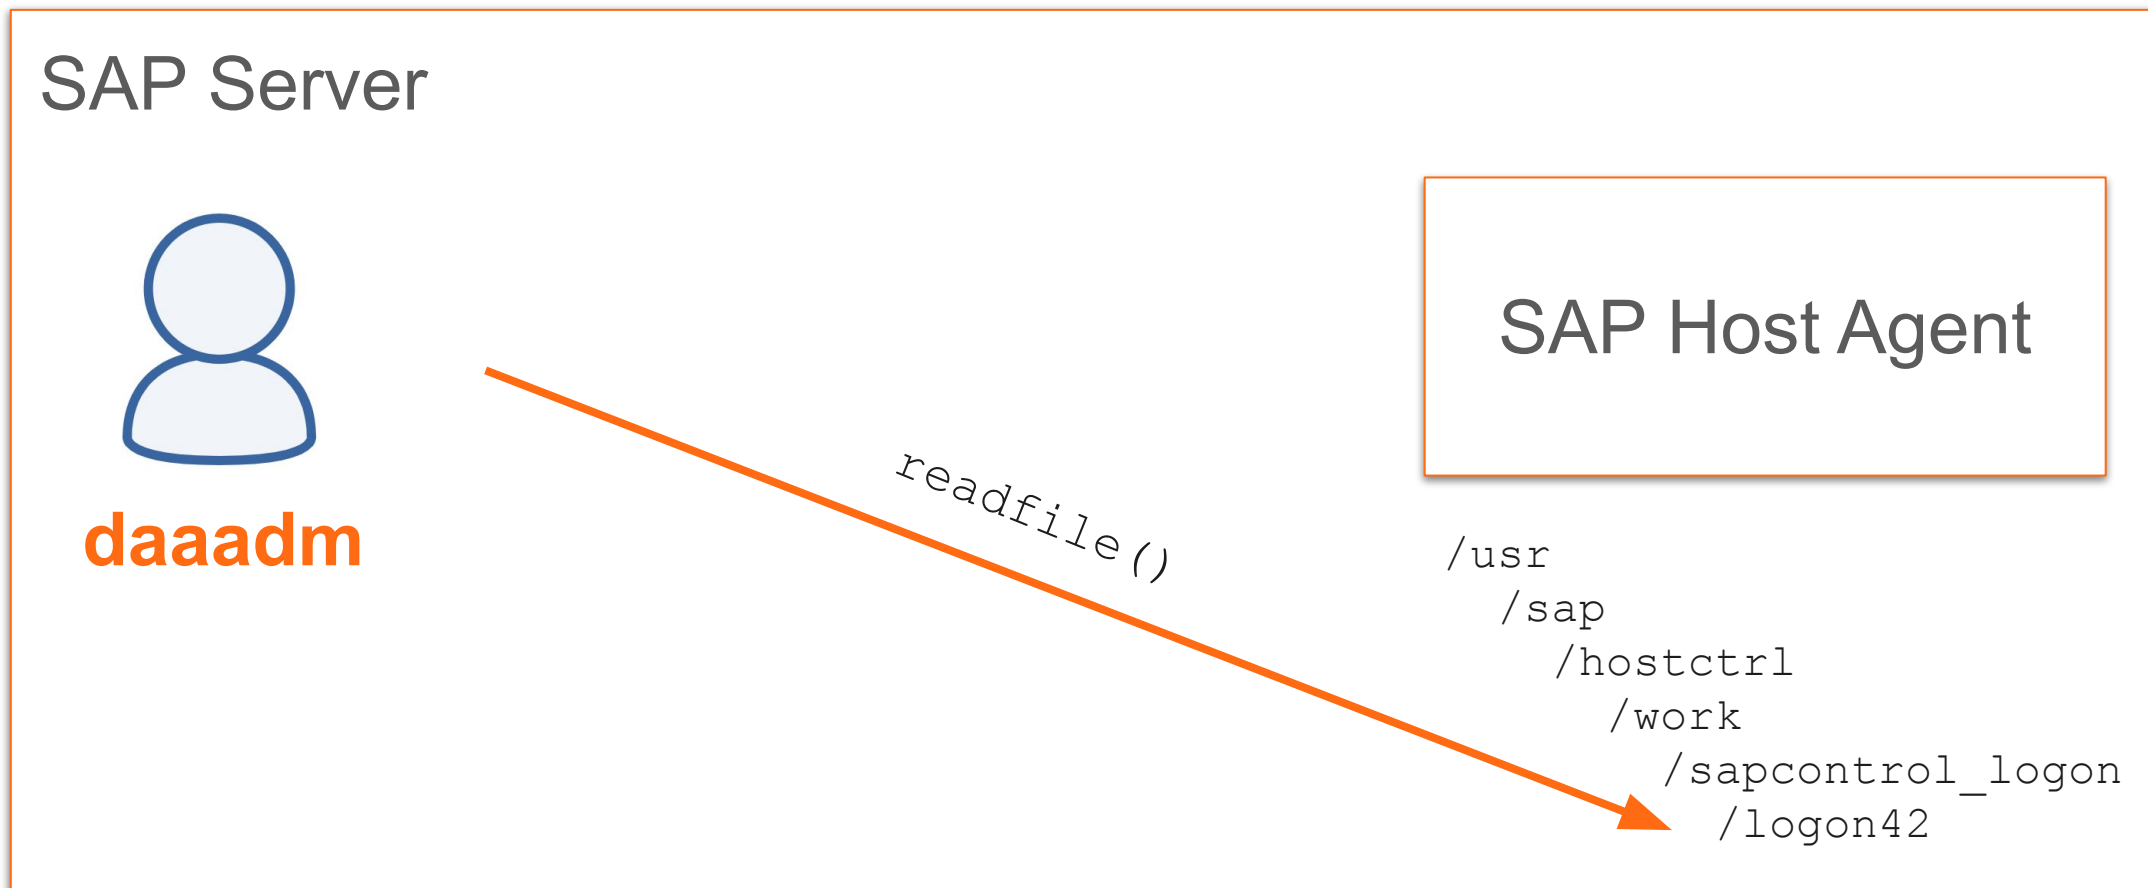 SAP Server
SAP Host Agent
daaadm
readfile()
/usr
/sap
/hostctrl
/work
/sapcontrol_logon
/logon42